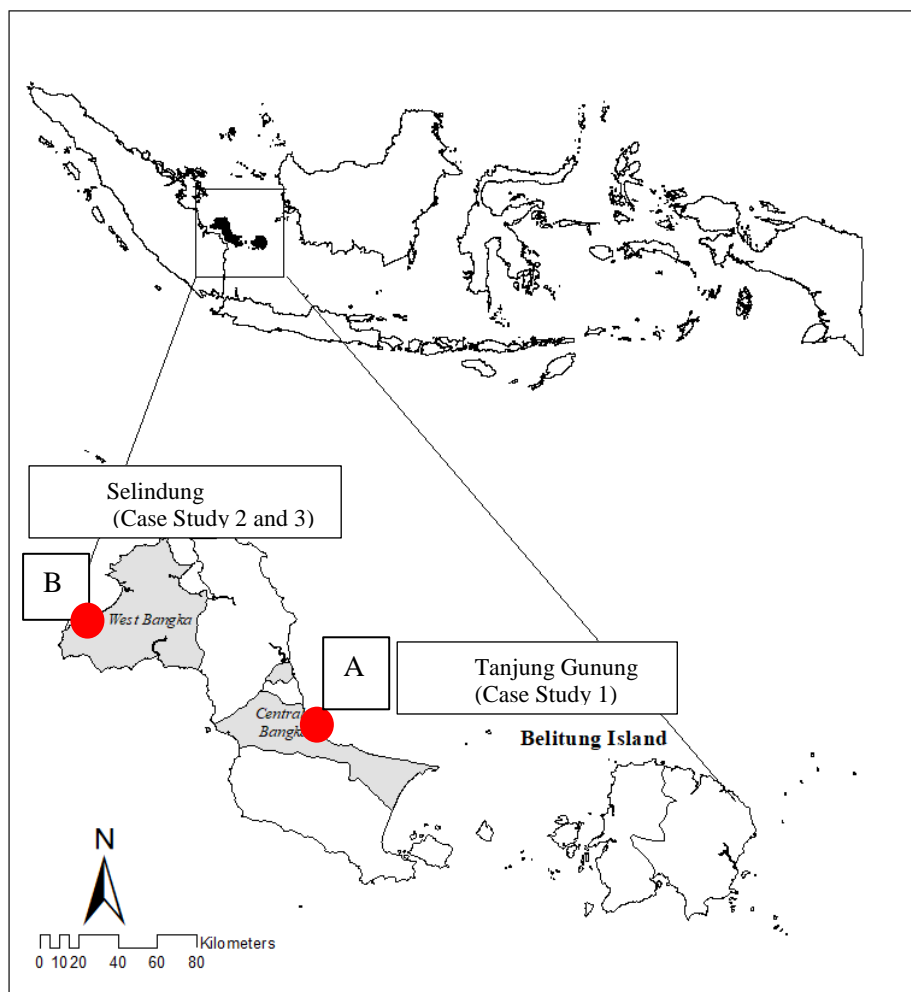 Selindung
(Case Study 2 and 3)
B
West Bangka
A
Tanjung Gunung
(Case Study 1)
Central
Bangka
Belitung Island
N
Kilometers
0 10 20 40 60 80